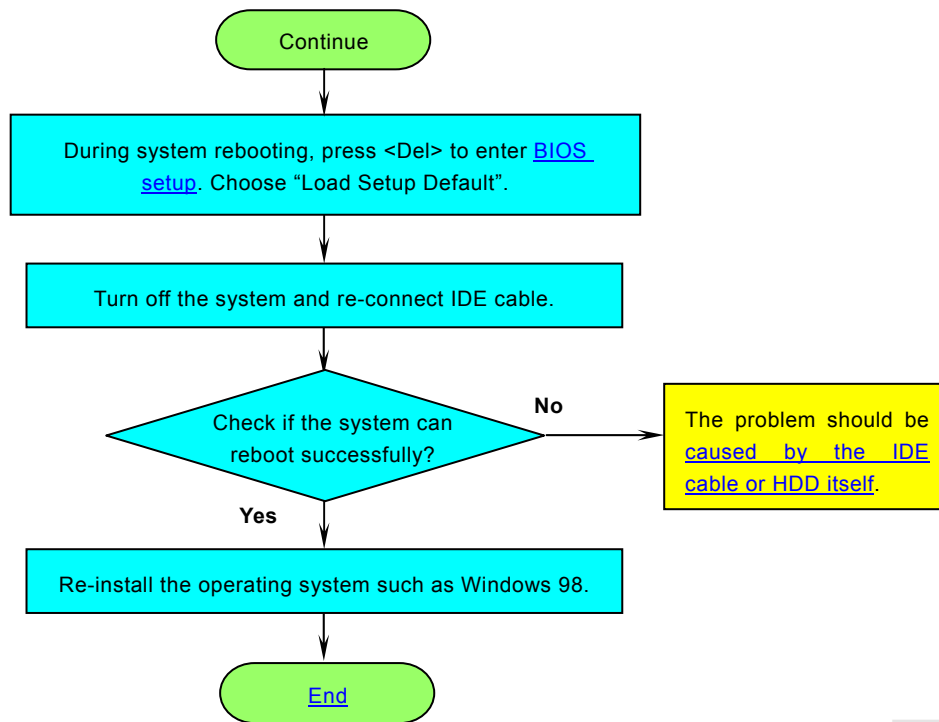 Continue
During system rebooting, press <Del> to enter BIOS
setup. Choose “Load Setup Default”.
Turn off the system and re-connect IDE cable.
Check if the system can
reboot successfully?
No
The problem should be
caused by the IDE
cable or HDD itself.
Yes
Re-install the operating system such as Windows 98.
End